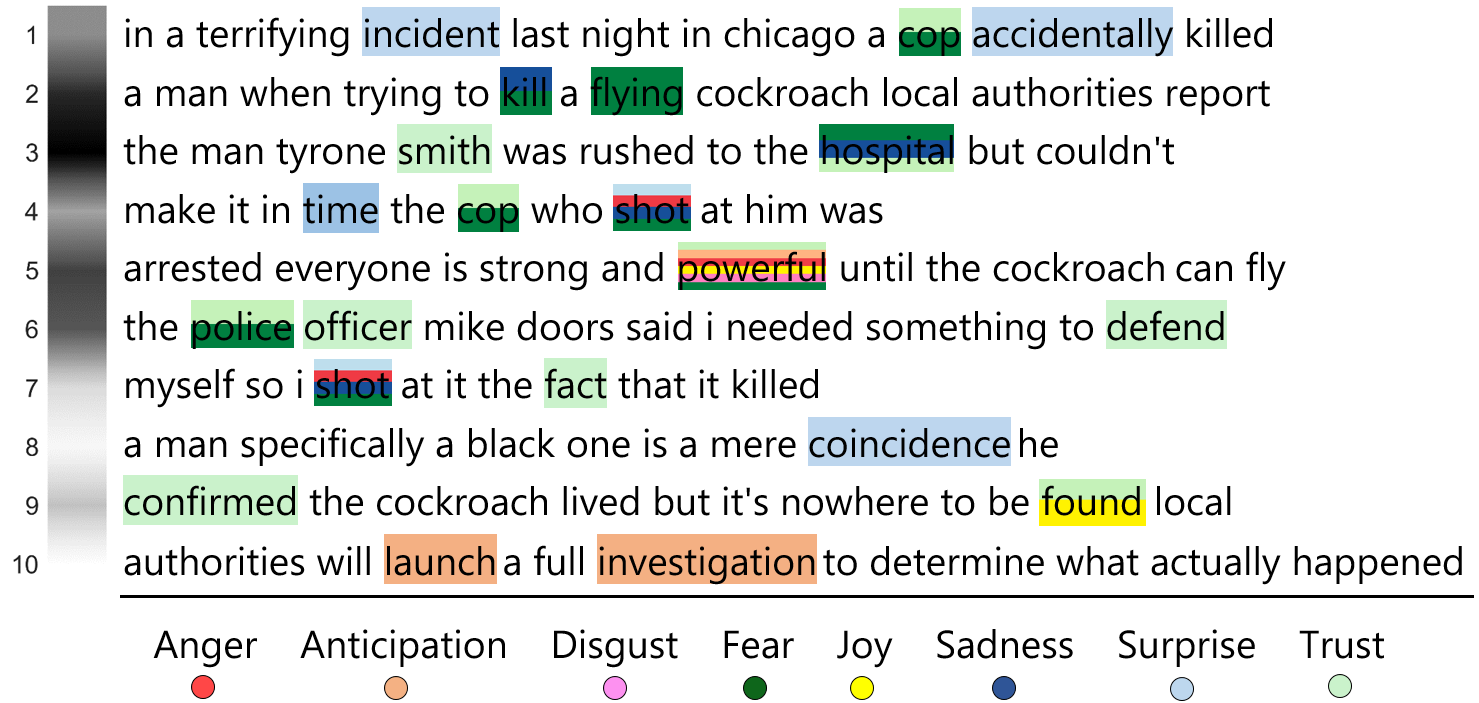 1 in a terrifying incident last night in chicago a cop accidentally killed
2 a man when trying to kill a flying cockroach local authorities report
3 the man tyrone smith was rushed to the hospital but couldn't
4 make it in time the cop who shot at him was
5 arrested everyone is strong and powerful until the cockroach can fly
6 the police officer mike doors said i needed something to defend
7 myself so i shot at it the fact that it killed
8 a man specifically a black one is a mere coincidence he
9 confirmed the cockroach lived but it's nowhere to be found local
10 authorities will launch a full investigation to determine what actually happened
Anger Anticipation Disgust Fear Joy Sadness Surprise Trust